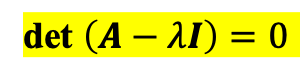 det (A − λI) = 0